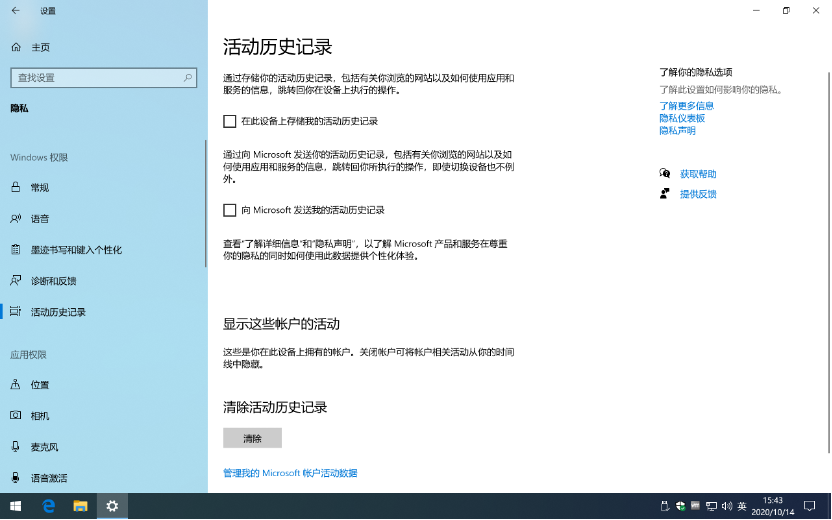 设置
主页
查找设置
隐私
Windows 权限
常规
语音
墨迹书写和键入个性化
诊断和反馈
活动历史记录
应用权限
位置
相机
麦克风
语音激活
活动历史记录
通过存储你的活动历史记录，包括有关你浏览的网站以及如何使用应用和
服务的信息，跳转回你在设备上执行的操作。
在此设备上存储我的活动历史记录
通过向 Microsoft 发送你的活动历史记录，包括有关你浏览的网站以及如
何使用应用和服务的信息，跳转回你所执行的操作，即使切换设备也不例
外。
向 Microsoft 发送我的活动历史记录
查看“了解详细信息”和“隐私声明”，以了解 Microsoft 产品和服务在尊重
你的隐私的同时如何使用此数据提供个性化体验。
显示这些帐户的活动
这些是你在此设备上拥有的帐户。关闭帐户可将帐户相关活动从你的时间
线中隐藏。
清除活动历史记录
清除
管理我的 Microsoft 帐户活动数据
了解你的隐私选项
了解此设置如何影响你的隐私。
了解更多信息
隐私仪表板
隐私声明
获取帮助
提供反馈
英
15:43
2020/10/14